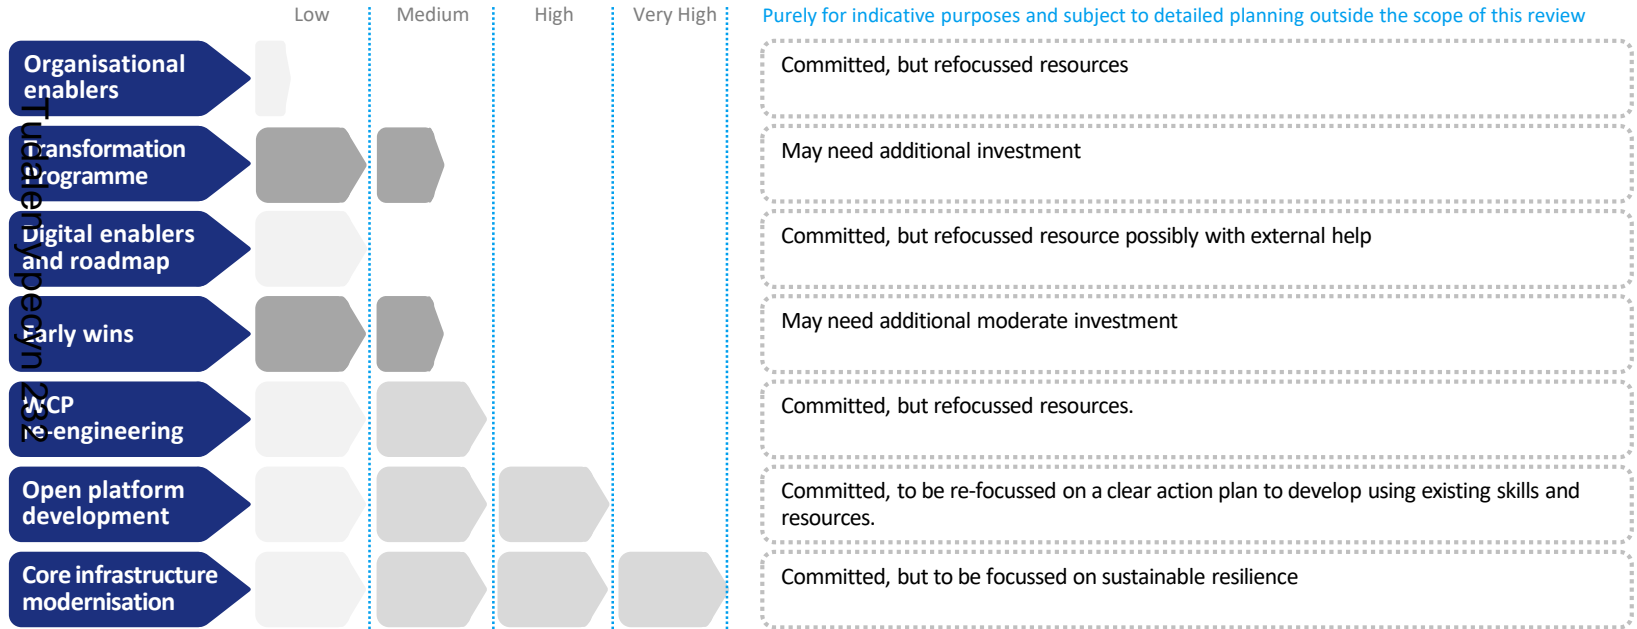 Low Medium High Very High
Purely for indicative purposes and subject to detailed planning outside the scope of this review
Organisational
enablers
Committed, but refocussed resources
Transformation
Programme
May need additional investment
Digital enablers
and roadmap
Committed, but refocussed resource possibly with external help
Early wins
May need additional moderate investment
WCP
re-engineering
Committed, but refocussed resources.
Open platform
development
Committed, to be re-focussed on a clear action plan to develop using existing skills and
resources.
Core infrastructure
modernisation
Committed, but to be focussed on sustainable resilience
Tudalen y pecyn 232